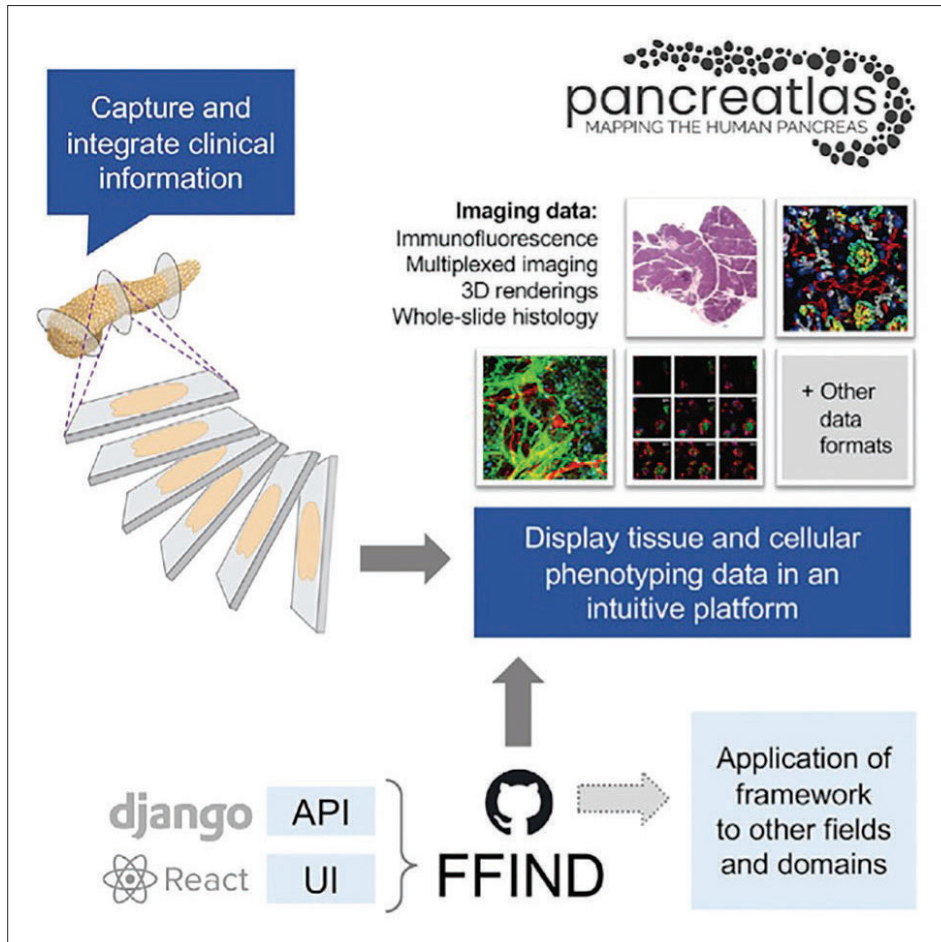 Capture and
integrate clinical
information
pancreatlas
MAPPING THE HUMAN PANCREAS
Imaging data:
Immunofluorescence
Multiplexed imaging
3D renderings
Whole-slide histology
+ Other
data
formats
Display tissue and cellular
phenotyping data in an
intuitive platform
django API
React UI
FFIND
Application of
framework
to other fields
and domains